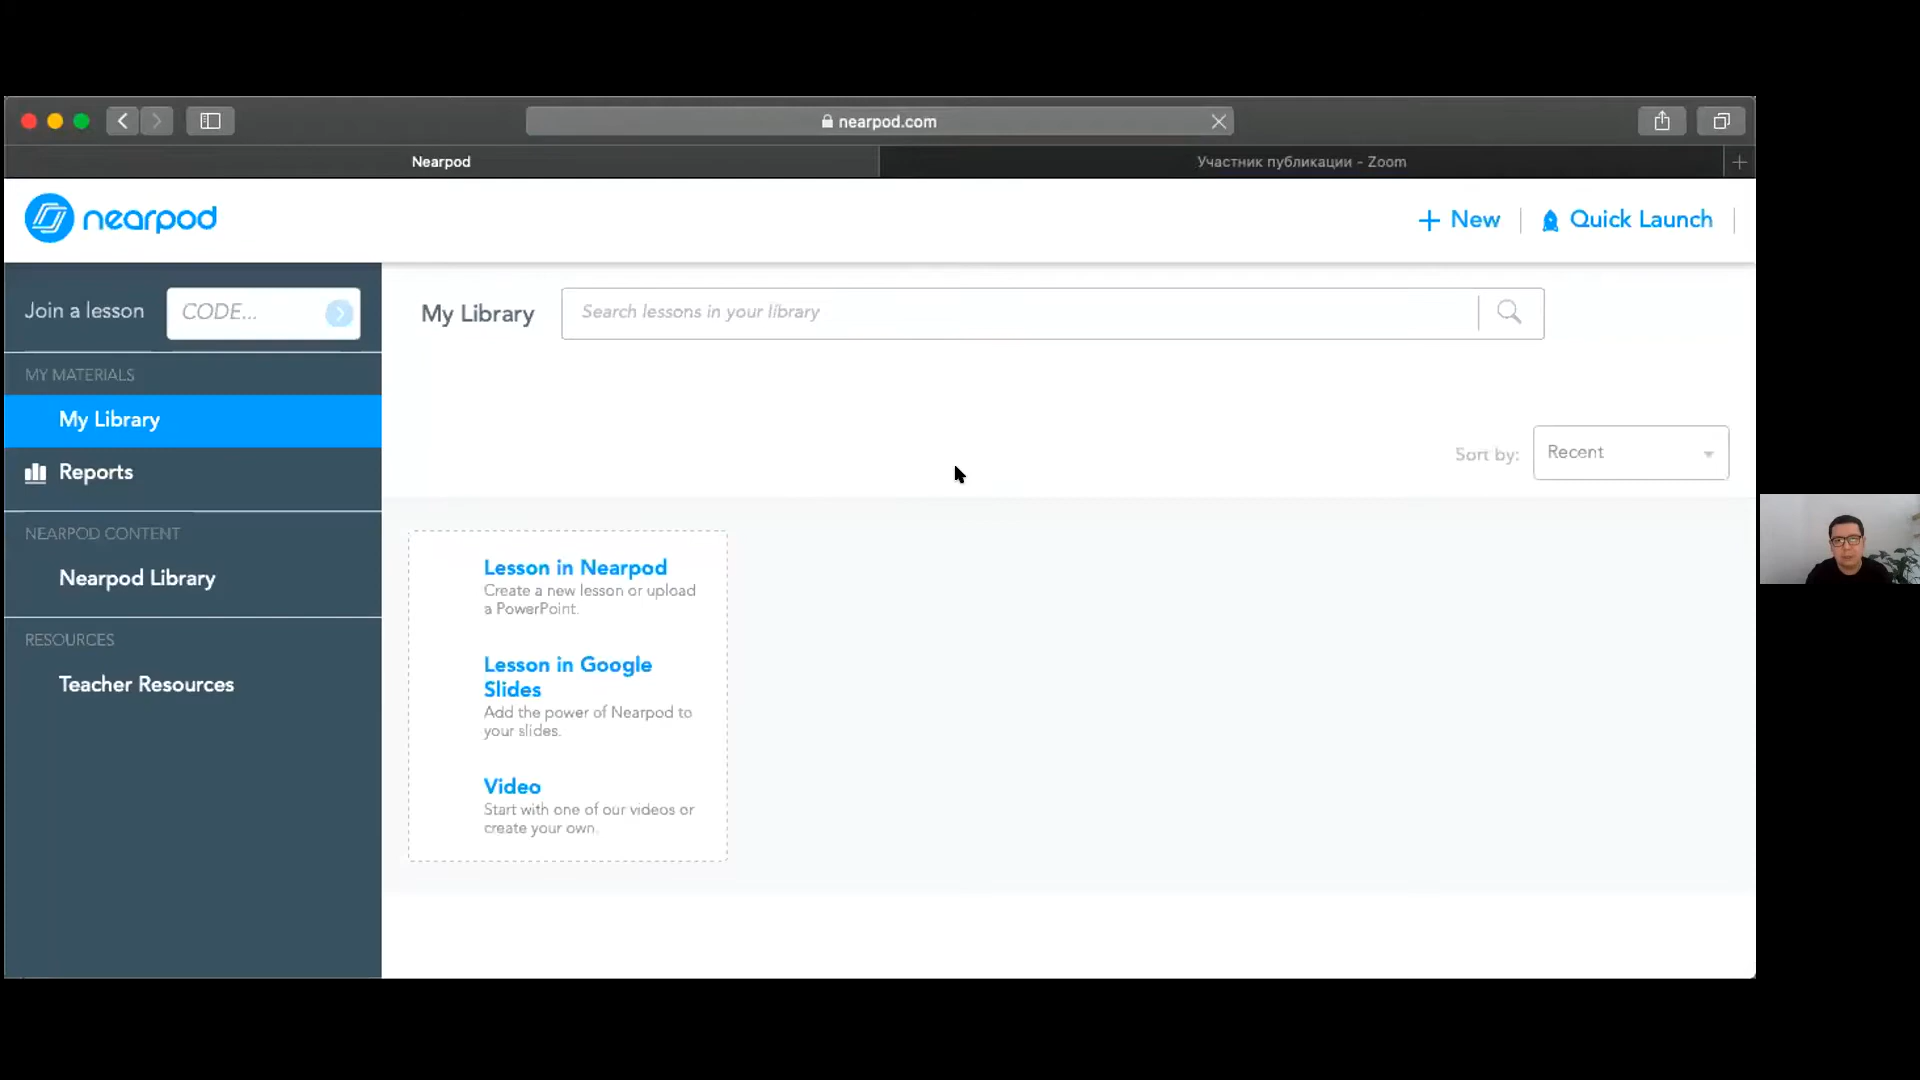 nearpod.com
Nearpod
Участник публикации - Zoom
nearpod
New
Quick Launch
Join a lesson
CODE...
My Library
Search lessons in your library
MY MATERIALS
My Library
Reports
Sort by:
Recent
NEARPOD CONTENT
Nearpod Library
RESOURCES
Teacher Resources
Lesson in Nearpod
Create a new lesson or upload
a PowerPoint.
Lesson in Google
Slides
Add the power of Nearpod to
your slides.
Video
Start with one of our videos or
create your own.